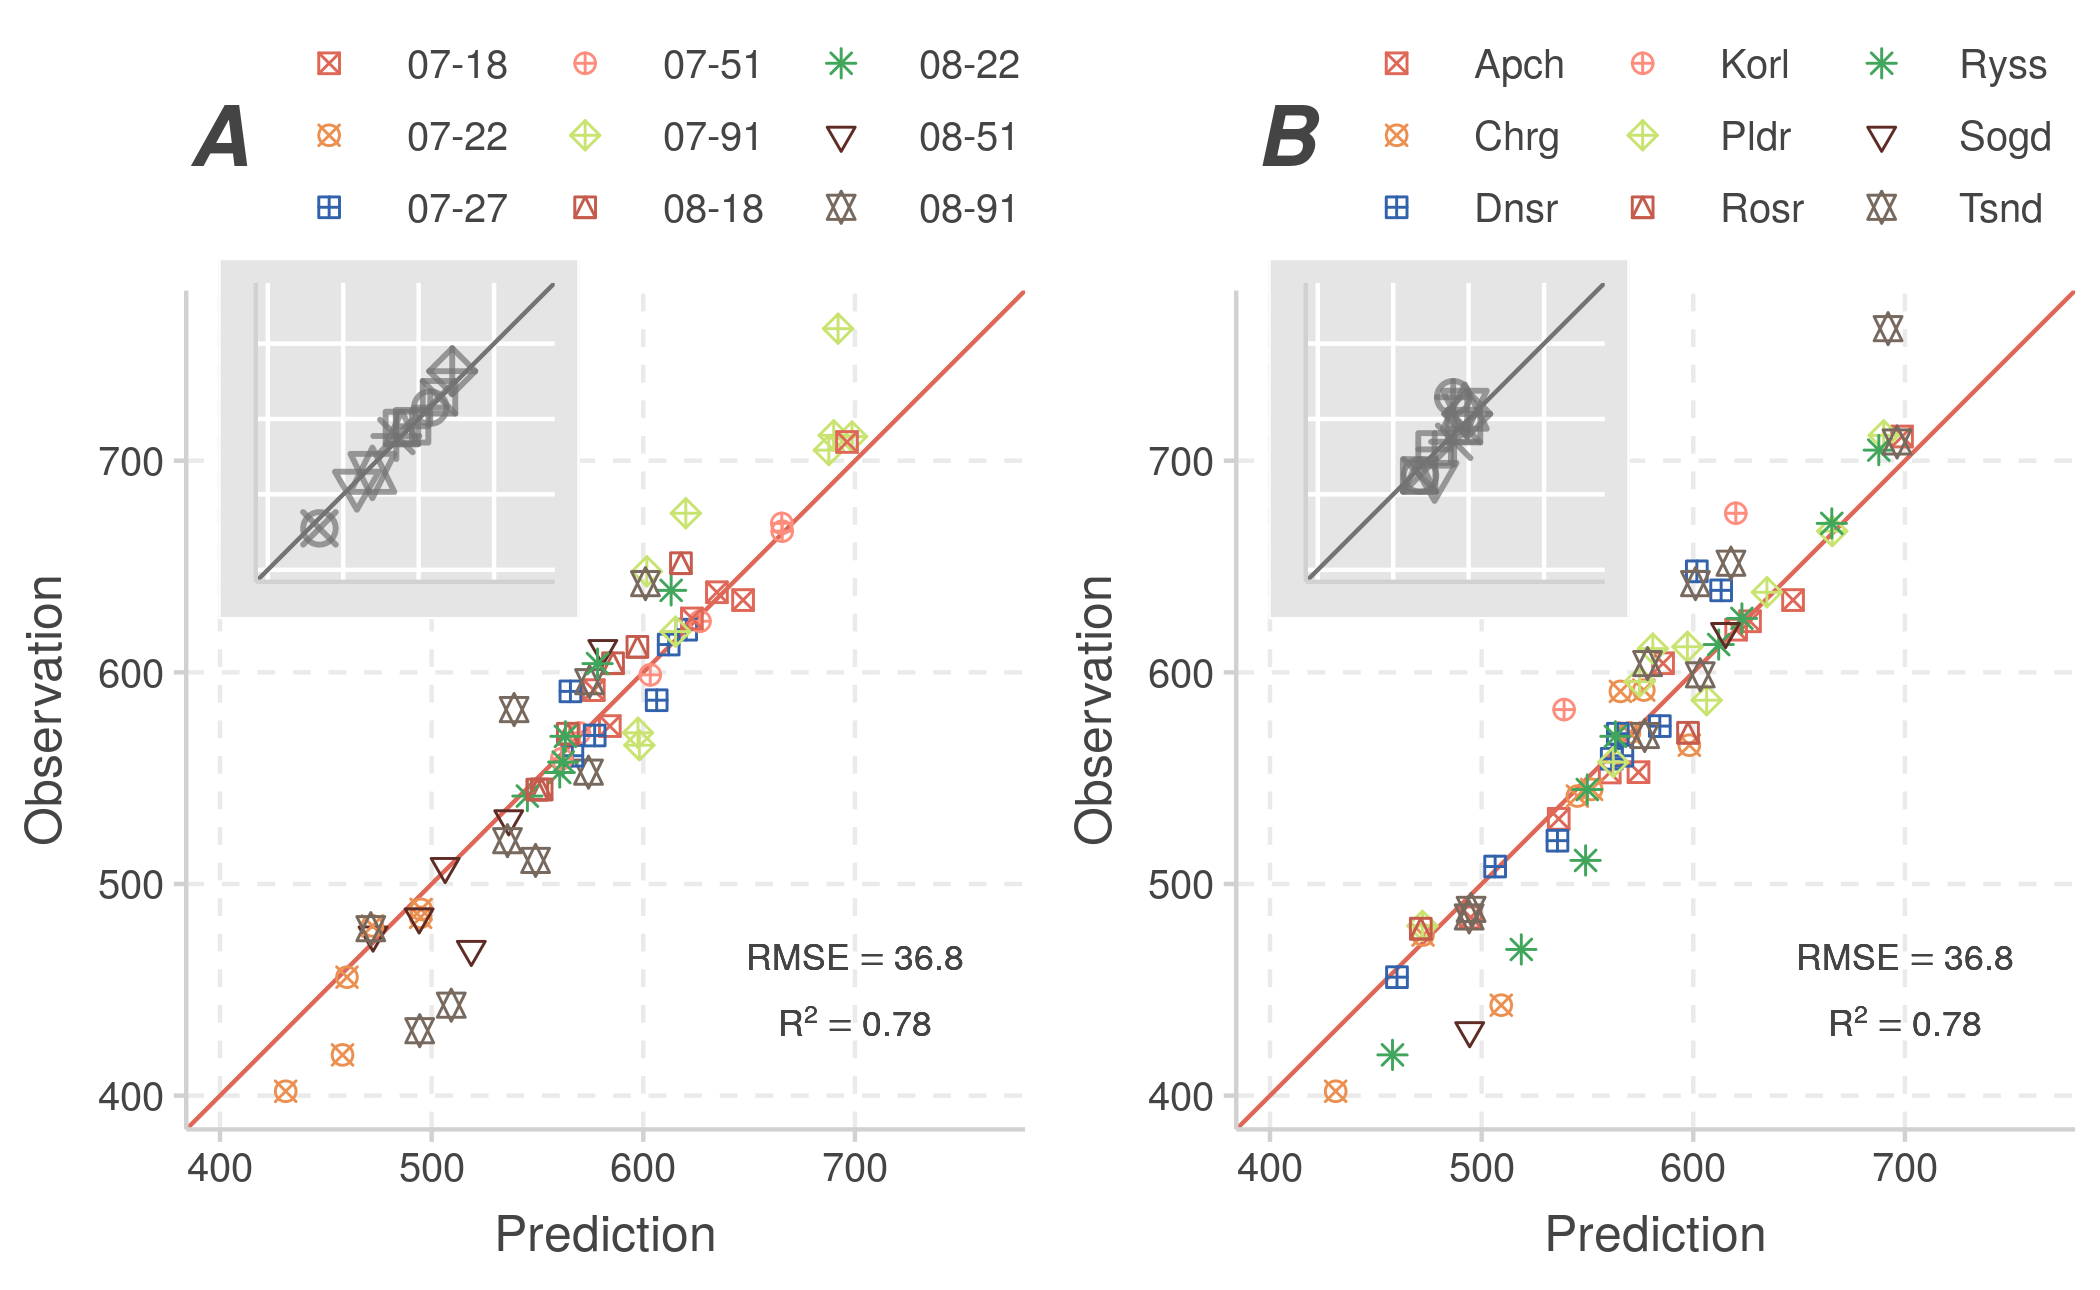 A
07-18 07-51 08-22
07-22 07-91 08-51
07-27 08-18 08-91
Observation
700
600
500
400
RMSE = 36.8
R² = 0.78
400 500 600 700
Prediction
B
Apch Korl Ryss
Chrg Pldr Sogd
Dnsr Rosr Tsnd
Observation
700
600
500
400
RMSE = 36.8
R² = 0.78
400 500 600 700
Prediction